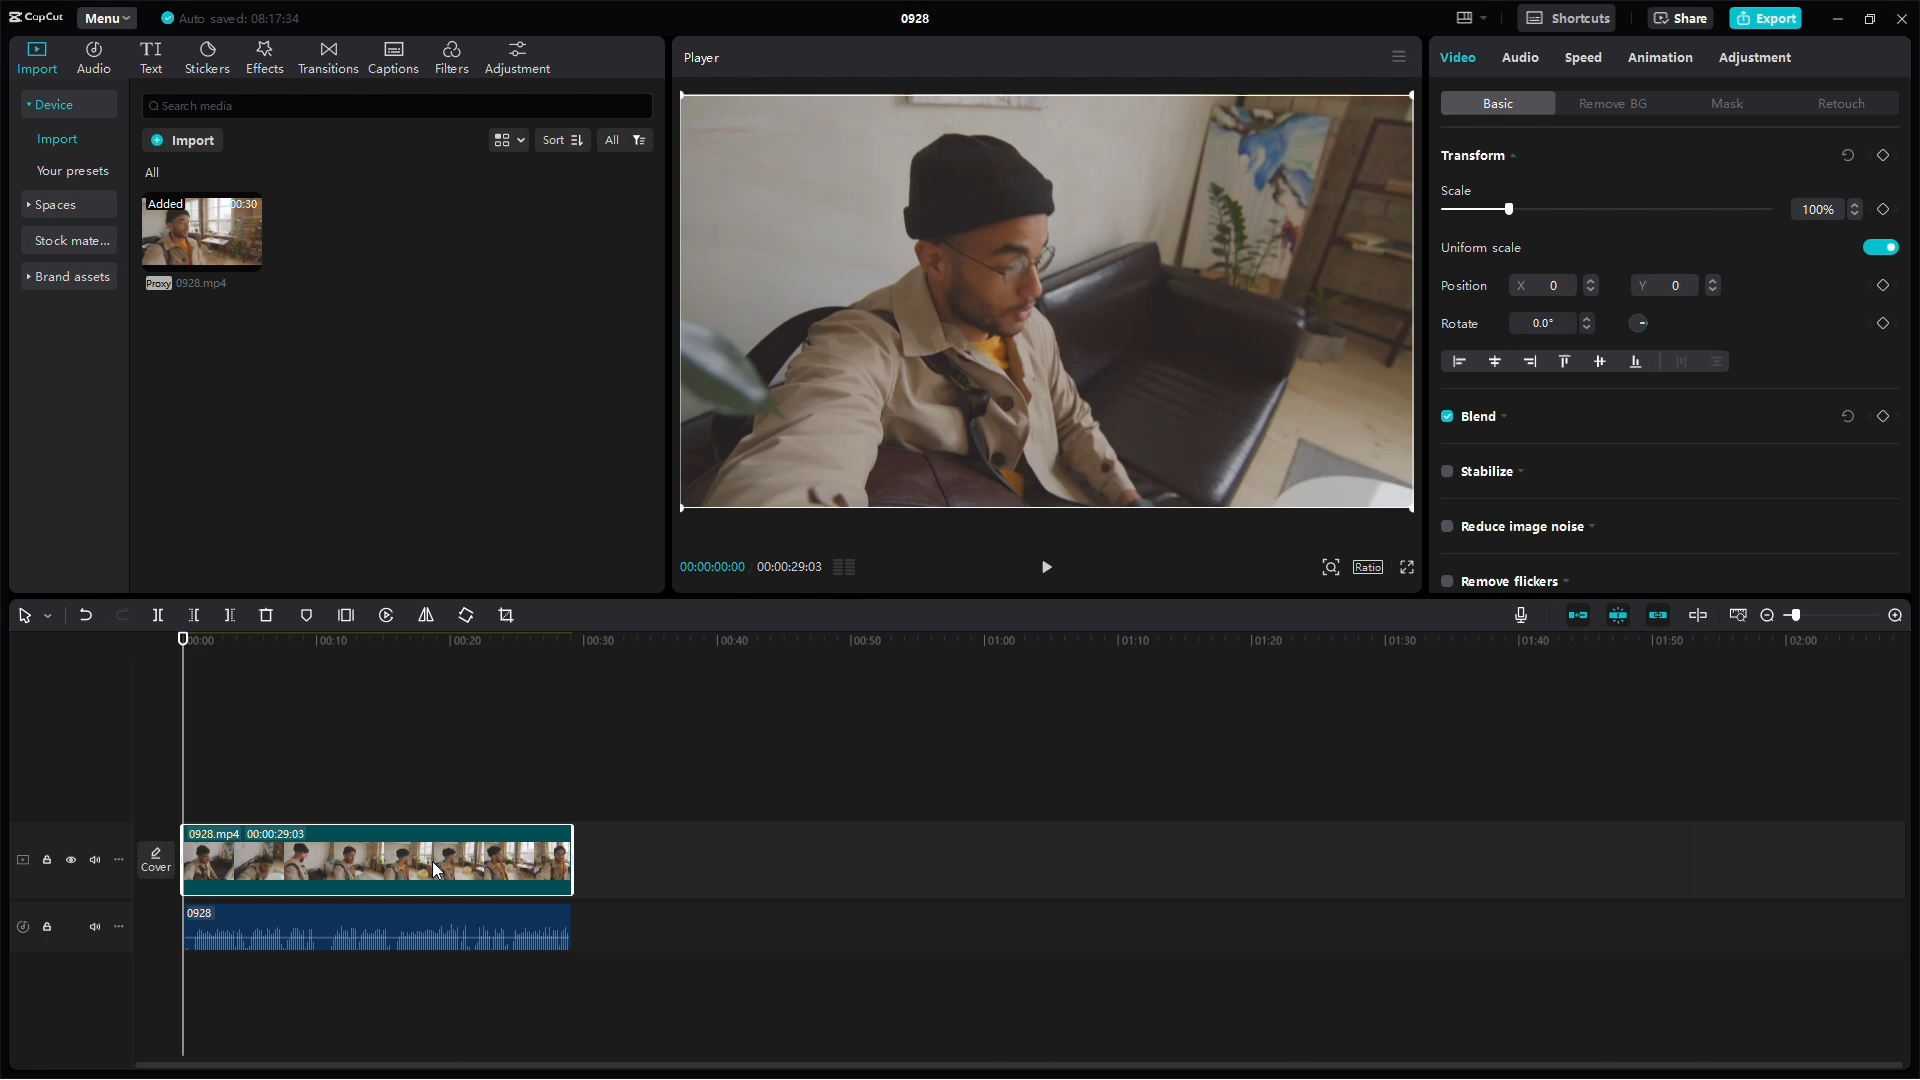 CapCut Menu Auto saved: 08:17:34 0928 Shortcuts Share Export
Import Audio Text Stickers Effects Transitions Captions Filters Adjustment
Device
Import
Your presets
Spaces
Stock mate...
Brand assets
Search media
Import Sort All
All
Added 00:30
Proxy 0928.mp4
Player
00:00:00:00 00:00:29:03 Ratio
Video Audio Speed Animation Adjustment
Basic Remove BG Mask Retouch
Transform
Scale
100%
Uniform scale
Position X 0 Y 0
Rotate 0.0°
Blend
Stabilize
Reduce image noise
Remove flickers
00:00 00:10 00:20 00:30 00:40 00:50 01:00 01:10 01:20 01:30 01:40 01:50 02:00
0928.mp4 00:00:29:03
Cover
0928